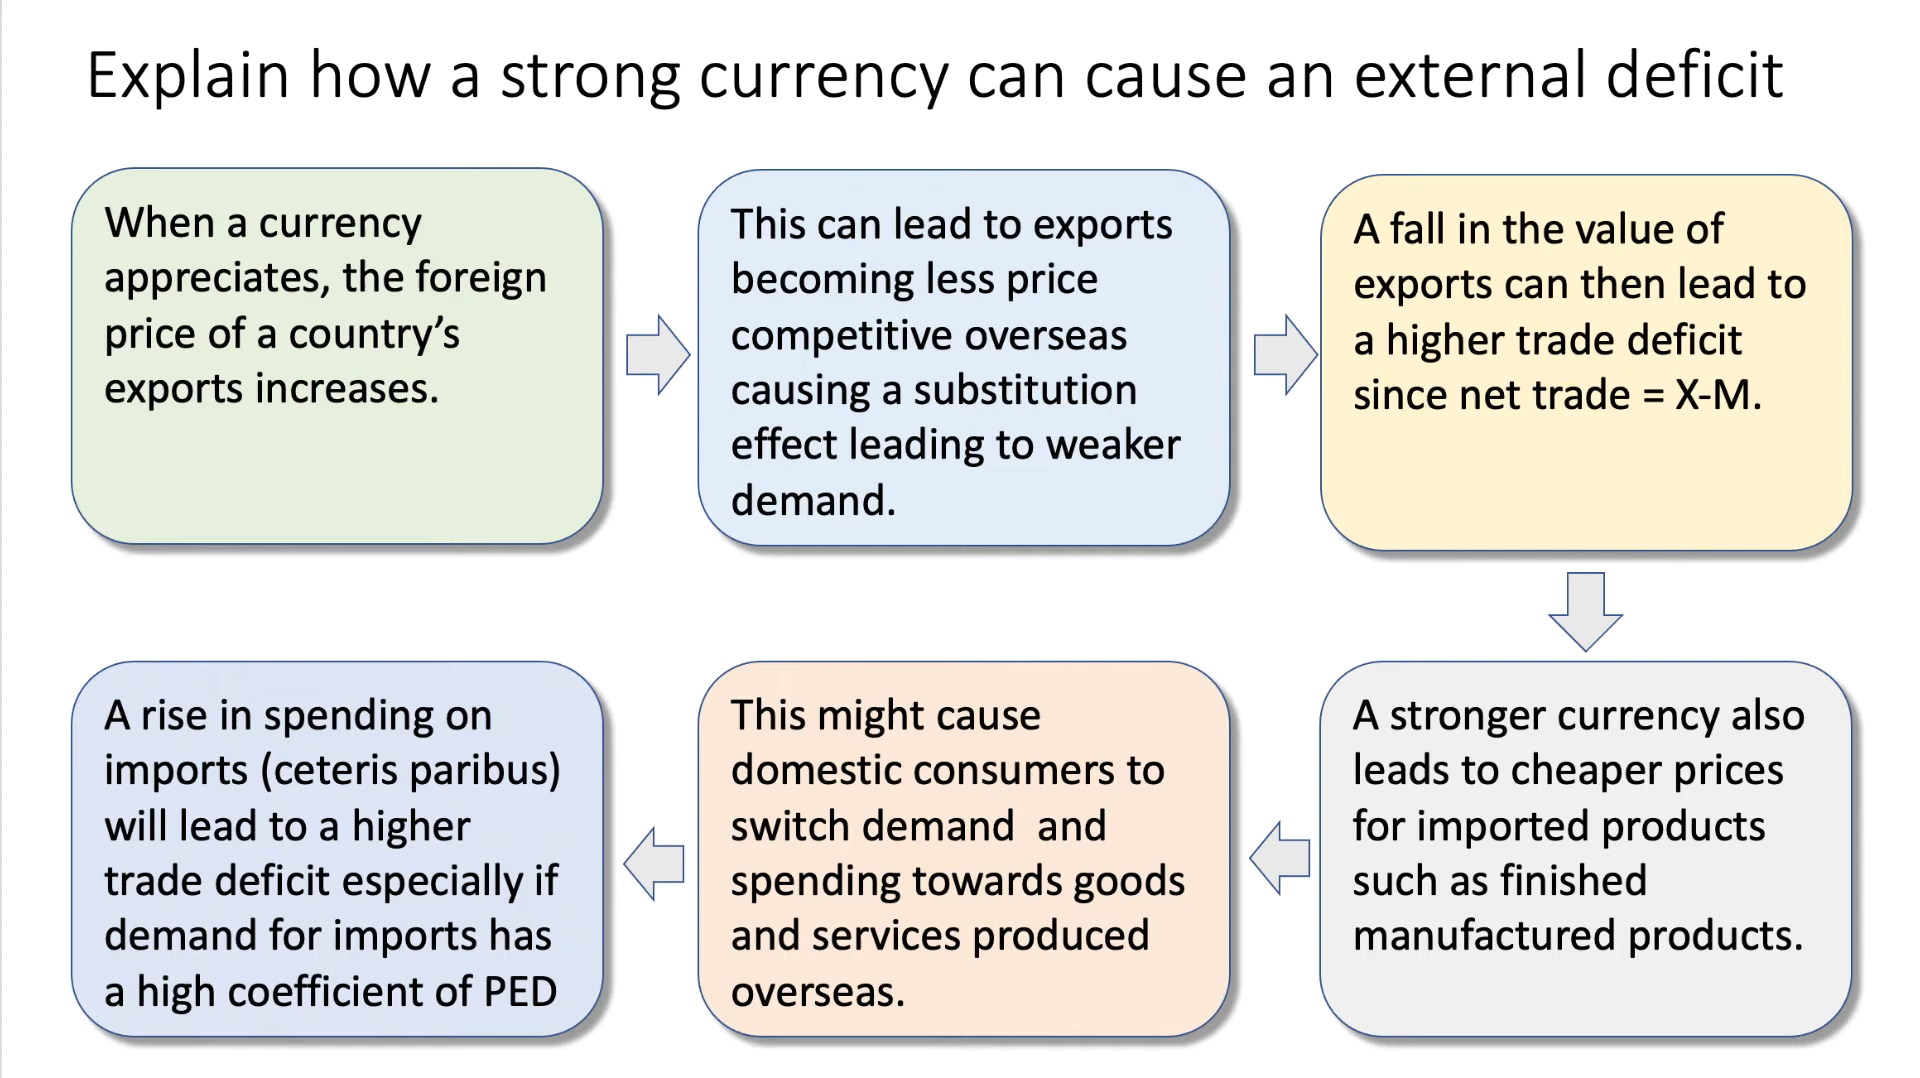 Explain how a strong currency can cause an external deficit
When a currency
appreciates, the foreign
price of a country’s
exports increases.
This can lead to exports
becoming less price
competitive overseas
causing a substitution
effect leading to weaker
demand.
A fall in the value of
exports can then lead to
a higher trade deficit
since net trade = X-M.
A stronger currency also
leads to cheaper prices
for imported products
such as finished
manufactured products.
This might cause
domestic consumers to
switch demand  and
spending towards goods
and services produced
overseas.
A rise in spending on
imports (ceteris paribus)
will lead to a higher
trade deficit especially if
demand for imports has
a high coefficient of PED